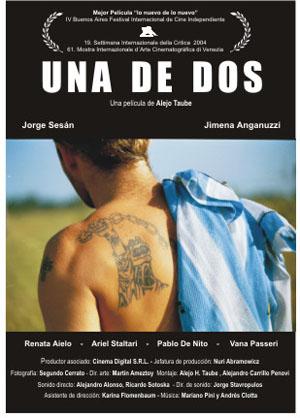 Mejor Película "lo nuevo de lo nuevo"
IV Buenos Aires Festival Internacional de Cine Independiente
19. Settimana Internazionale della Critica 2004
61. Mostra Internazionale d'Arte Cinematografica di Venezia
UNA DE DOS
Una película de Alejo Taube
Jorge Sesán Jimena Anganuzzi
Renata Aielo - Ariel Staltari - Pablo De Nito - Vana Passeri
Productor asociado: Cinema Digital S.R.L. - Jefatura de producción: Nuri Abramowicz
Fotografía: Segundo Cerrato - Dir. arte: Martín Ameztoy Montaje: Alejo H. Taube , Alejandro Carrillo Penovi
Sonido directo: Alejandro Alonso, Ricardo Sotoska - Dir. de sonido: Jorge Stavropulos
Asistente de dirección: Karina Flomenbaum - Música: Mariano Pini y Andrés Clotta